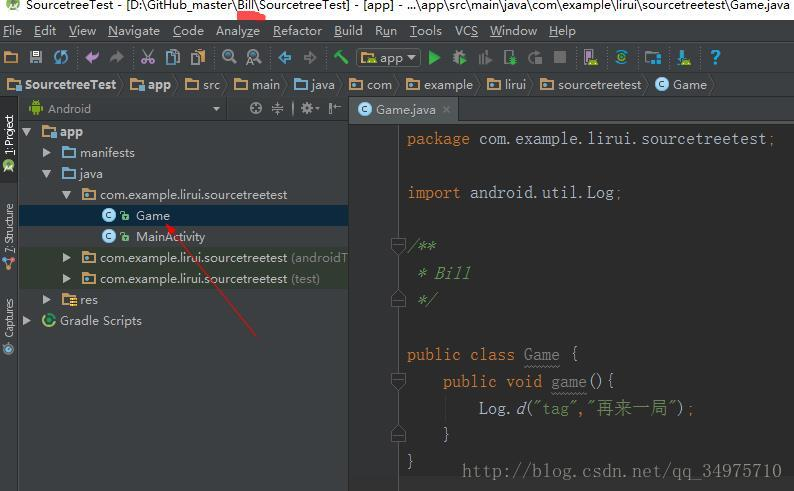 SourcetreeTest - [D:\GitHub_master\Bill\SourcetreeTest] - [app] - ...\app\src\main\java\com\example\lirui\sourcetreetest\Game.java
File Edit View Navigate Code Analyze Refactor Build Run Tools VCS Window Help
app
SourcetreeTest app src main java com example lirui sourcetreetest Game
1: Project
7: Structure
Captures
Android
app
manifests
java
com.example.lirui.sourcetreetest
Game
MainActivity
com.example.lirui.sourcetreetest (androidT
com.example.lirui.sourcetreetest (test)
res
Gradle Scripts
Game.java
package com.example.lirui.sourcetreetest;
import android.util.Log;
/**
* Bill
*/
public class Game {
public void game(){
Log.d("tag","再来一局");
}
}
http://blog.csdn.net/qq_34975710